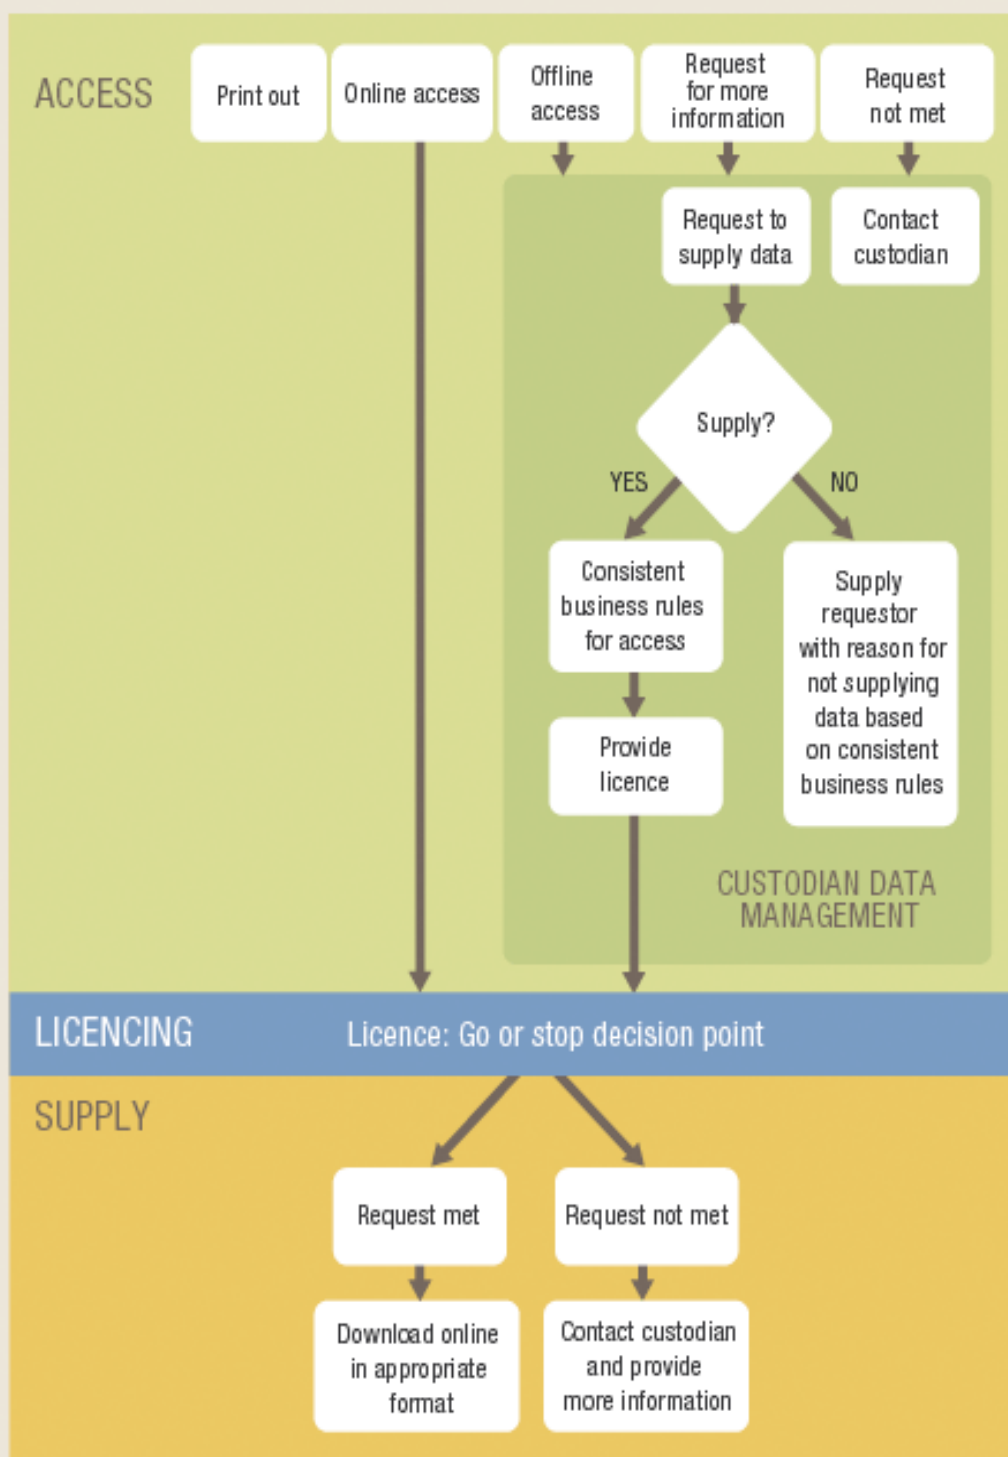 ACCESS
Print out
Online access
Offline
access
Request
for more
information
Request
not met
Request to
supply data
Contact
custodian
Supply?
YES
NO
Consistent
business rules
for access
Supply
requestor
with reason for
not supplying
data based
on consistent
business rules
Provide
licence
CUSTODIAN DATA
MANAGEMENT
LICENCING
Licence: Go or stop decision point
SUPPLY
Request met
Request not met
Download online
in appropriate
format
Contact custodian
and provide
more information